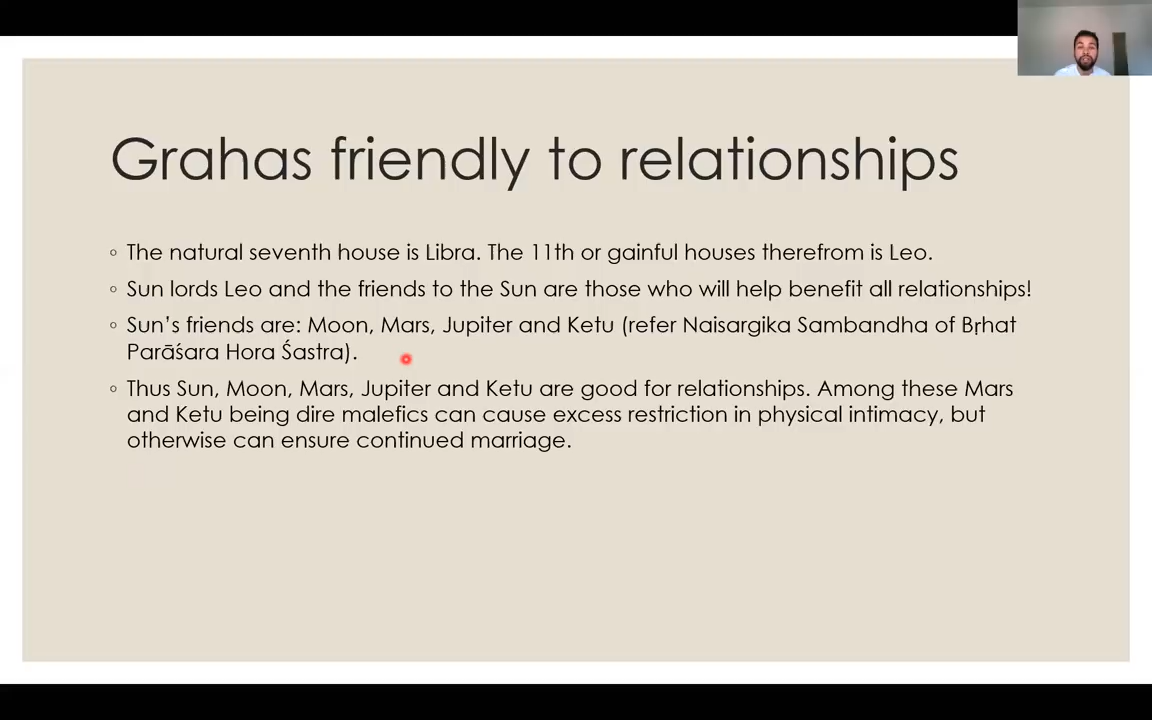 Grahas friendly to relationships
◦ The natural seventh house is Libra. The 11th or gainful houses therefrom is Leo.
◦ Sun lords Leo and the friends to the Sun are those who will help benefit all relationships!
◦ Sun's friends are: Moon, Mars, Jupiter and Ketu (refer Naisargika Sambandha of Bṛhat
Parāśara Hora Śastra).
◦ Thus Sun, Moon, Mars, Jupiter and Ketu are good for relationships. Among these Mars
and Ketu being dire malefics can cause excess restriction in physical intimacy, but
otherwise can ensure continued marriage.